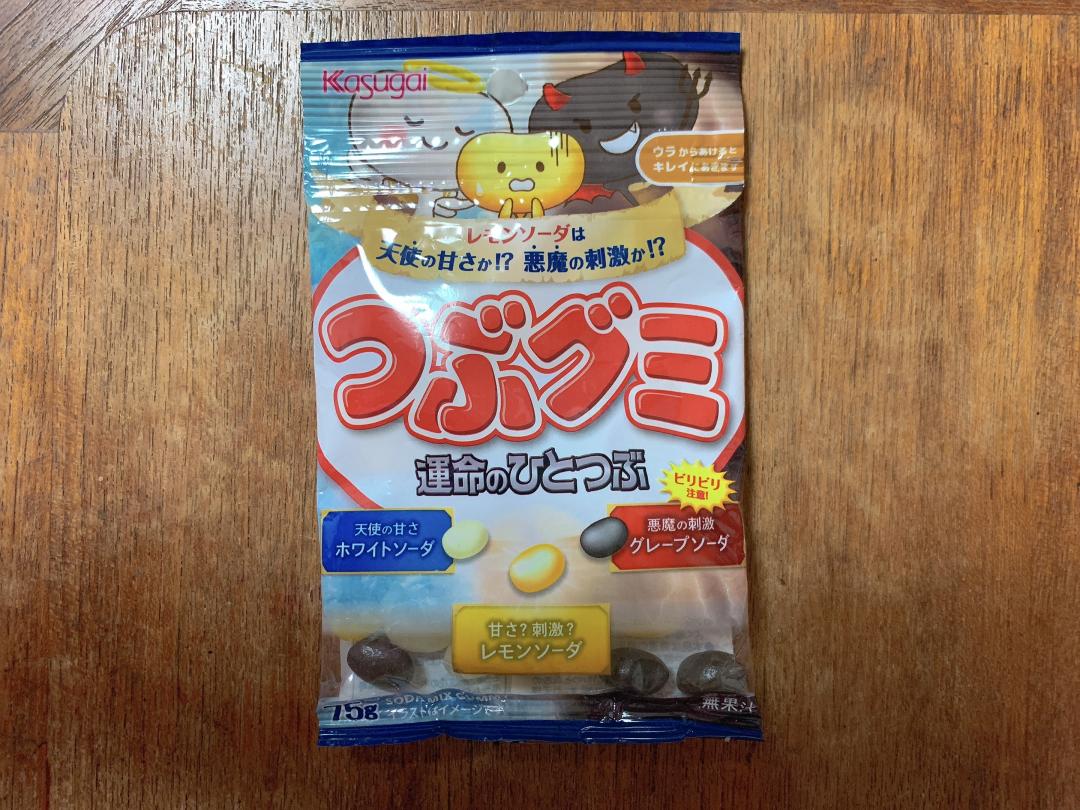 Kasugai
ウラからあけると
キレイにあきます
レモンソーダは
天使の甘さか!? 悪魔の刺激か!?
つぶグミ
運命のひとつぶ
ビリビリ
注意!
天使の甘さ
ホワイトソーダ
悪魔の刺激
グレープソーダ
甘さ?刺激?
レモンソーダ
75g
SODA MIX GUMMY
イラストはイメージです
無果汁